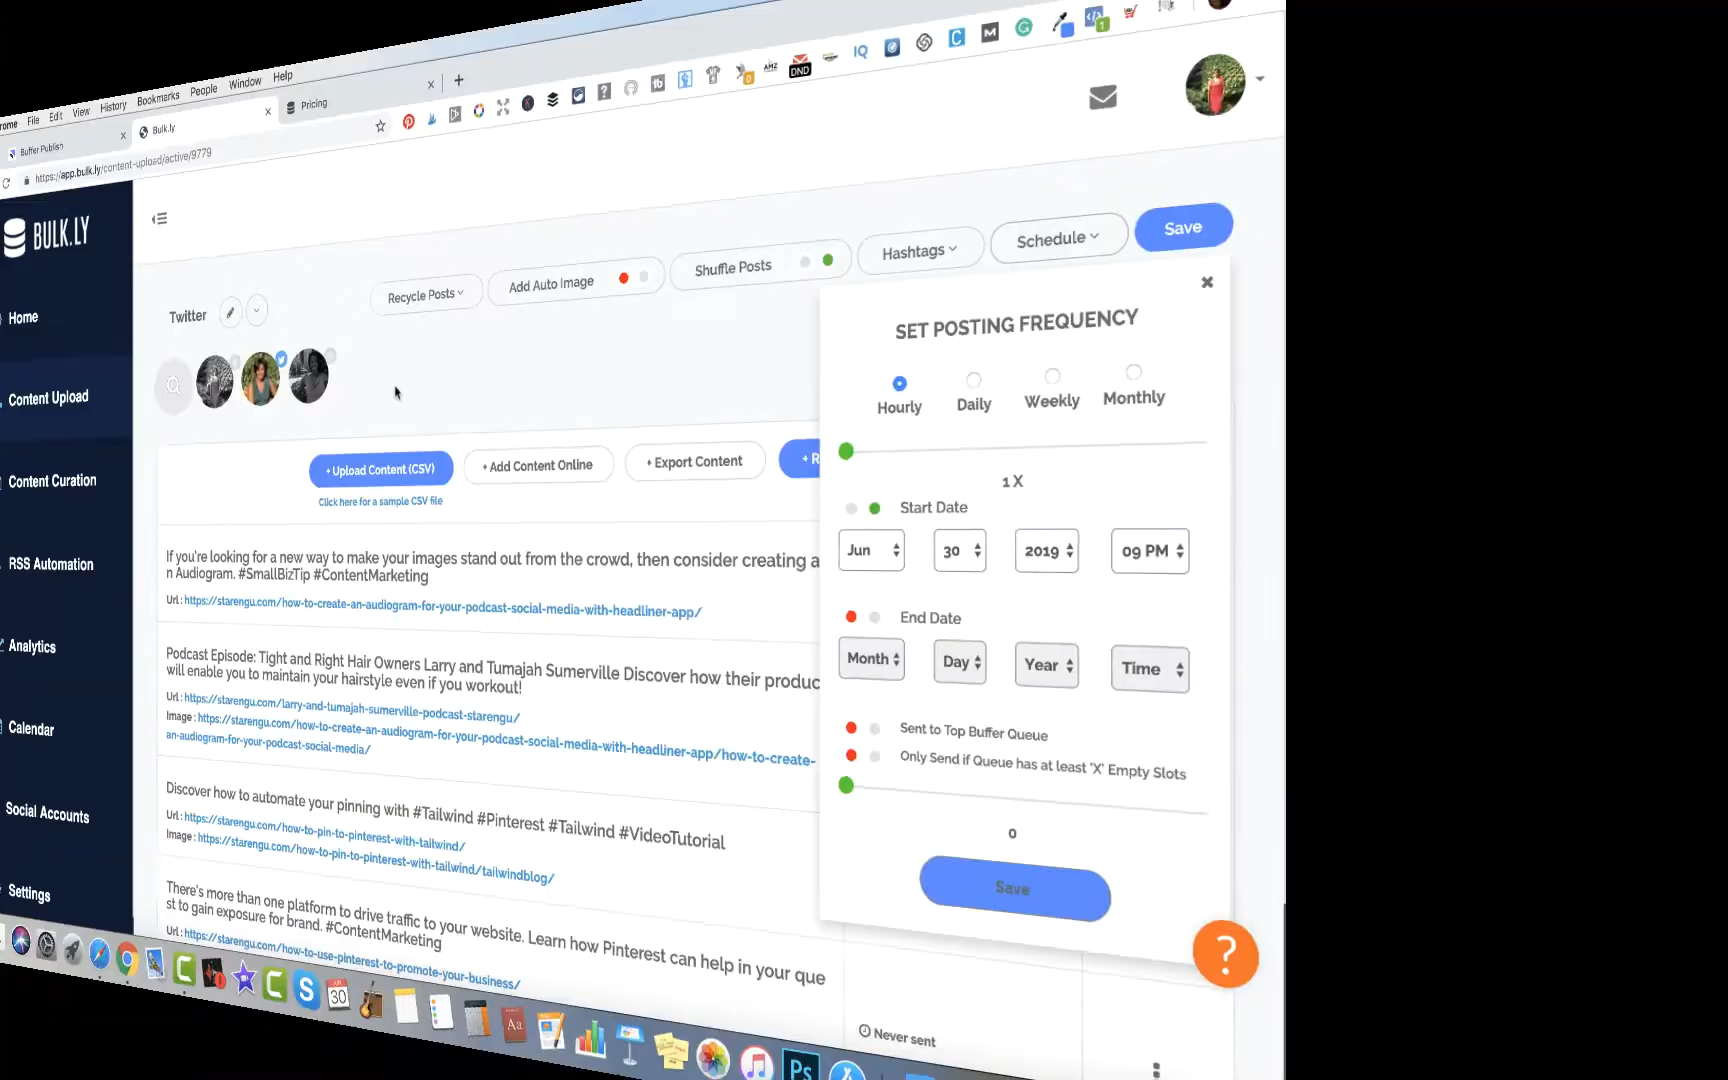 File Edit View History Bookmarks People Window Help
Buffer Publish
Bulk.ly
Pricing
https://app.bulk.ly/content-upload/active/9779
BULK.LY
Home
Content Upload
Content Curation
RSS Automation
Analytics
Calendar
Social Accounts
Settings
Twitter
Recycle Posts
Add Auto Image
Shuffle Posts
Hashtags
Schedule
Save
+ Upload Content (CSV)
+ Add Content Online
+ Export Content
Click here for a sample CSV file
If you're looking for a new way to make your images stand out from the crowd, then consider creating a
n Audiogram. #SmallBizTip #ContentMarketing
Url : https://starengu.com/how-to-create-an-audiogram-for-your-podcast-social-media-with-headliner-app/
Podcast Episode: Tight and Right Hair Owners Larry and Tumajah Sumerville Discover how their produc
will enable you to maintain your hairstyle even if you workout!
Url : https://starengu.com/larry-and-tumajah-sumerville-podcast-starengu/
Image : https://starengu.com/how-to-create-an-audiogram-for-your-podcast-social-media-with-headliner-app/how-to-create-
an-audiogram-for-your-podcast-social-media/
Discover how to automate your pinning with #Tailwind #Pinterest #Tailwind #VideoTutorial
Url : https://starengu.com/how-to-pin-to-pinterest-with-tailwind/
Image : https://starengu.com/how-to-pin-to-pinterest-with-tailwind/tailwindblog/
There's more than one platform to drive traffic to your website. Learn how Pinterest can help in your que
st to gain exposure for brand. #ContentMarketing
Url : https://starengu.com/how-to-use-pinterest-to-promote-your-business/
Never sent
SET POSTING FREQUENCY
Hourly
Daily
Weekly
Monthly
1 X
Start Date
Jun
30
2019
09 PM
End Date
Month
Day
Year
Time
Sent to Top Buffer Queue
Only Send if Queue has at least 'X' Empty Slots
0
Save
?
IQ
AMZ
DND
tb
30
Aa
Ps